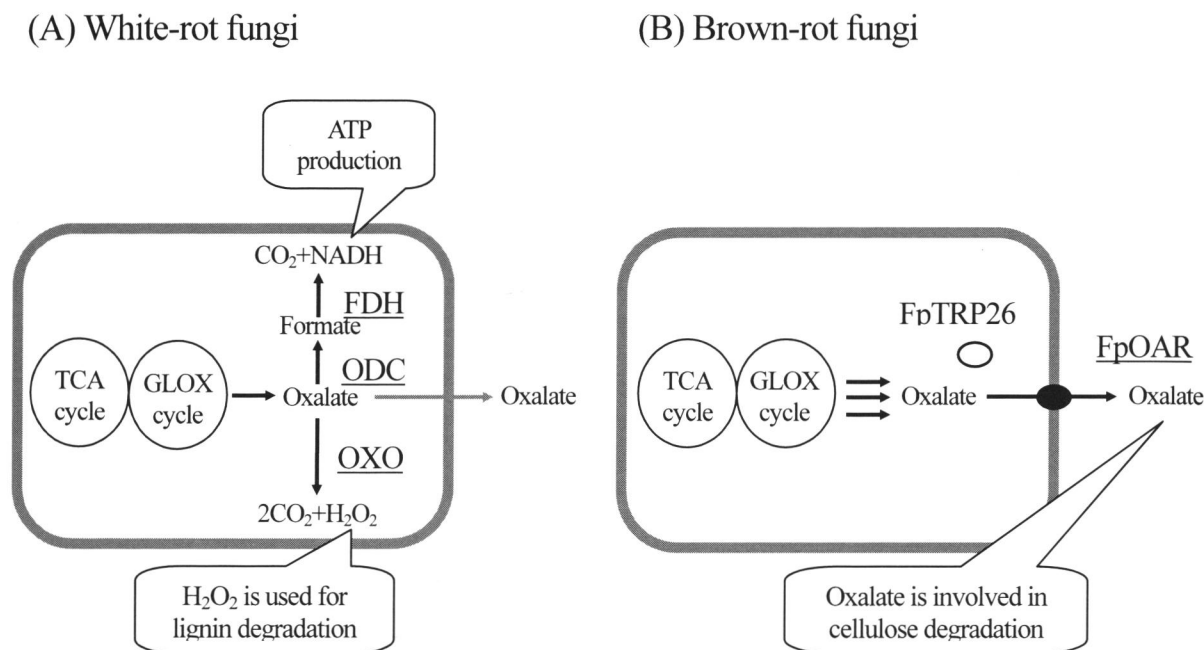 (A) White-rot fungi
ATP
production
CO₂+NADH
FDH
Formate
ODC
TCA
cycle
GLOX
cycle
Oxalate
Oxalate
OXO
2CO₂+H₂O₂
H₂O₂ is used for
lignin degradation
(B) Brown-rot fungi
FpTRP26
FpOAR
TCA
cycle
GLOX
cycle
Oxalate
Oxalate
Oxalate is involved in
cellulose degradation